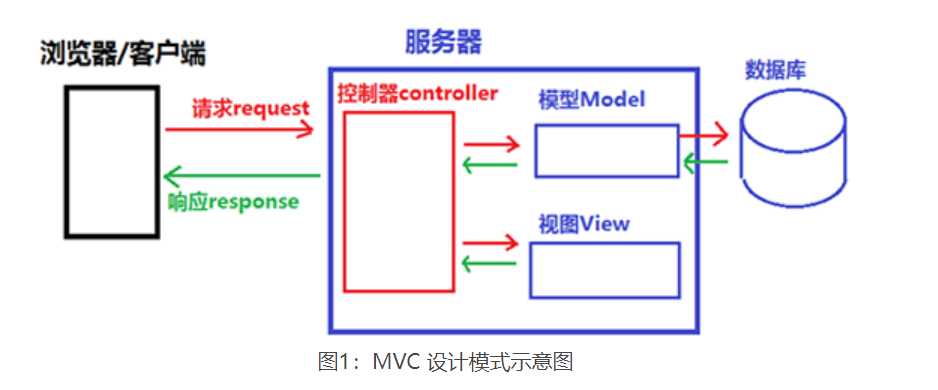 浏览器/客户端
服务器
数据库
请求request
控制器controller
模型Model
响应response
视图View
图1：MVC 设计模式示意图